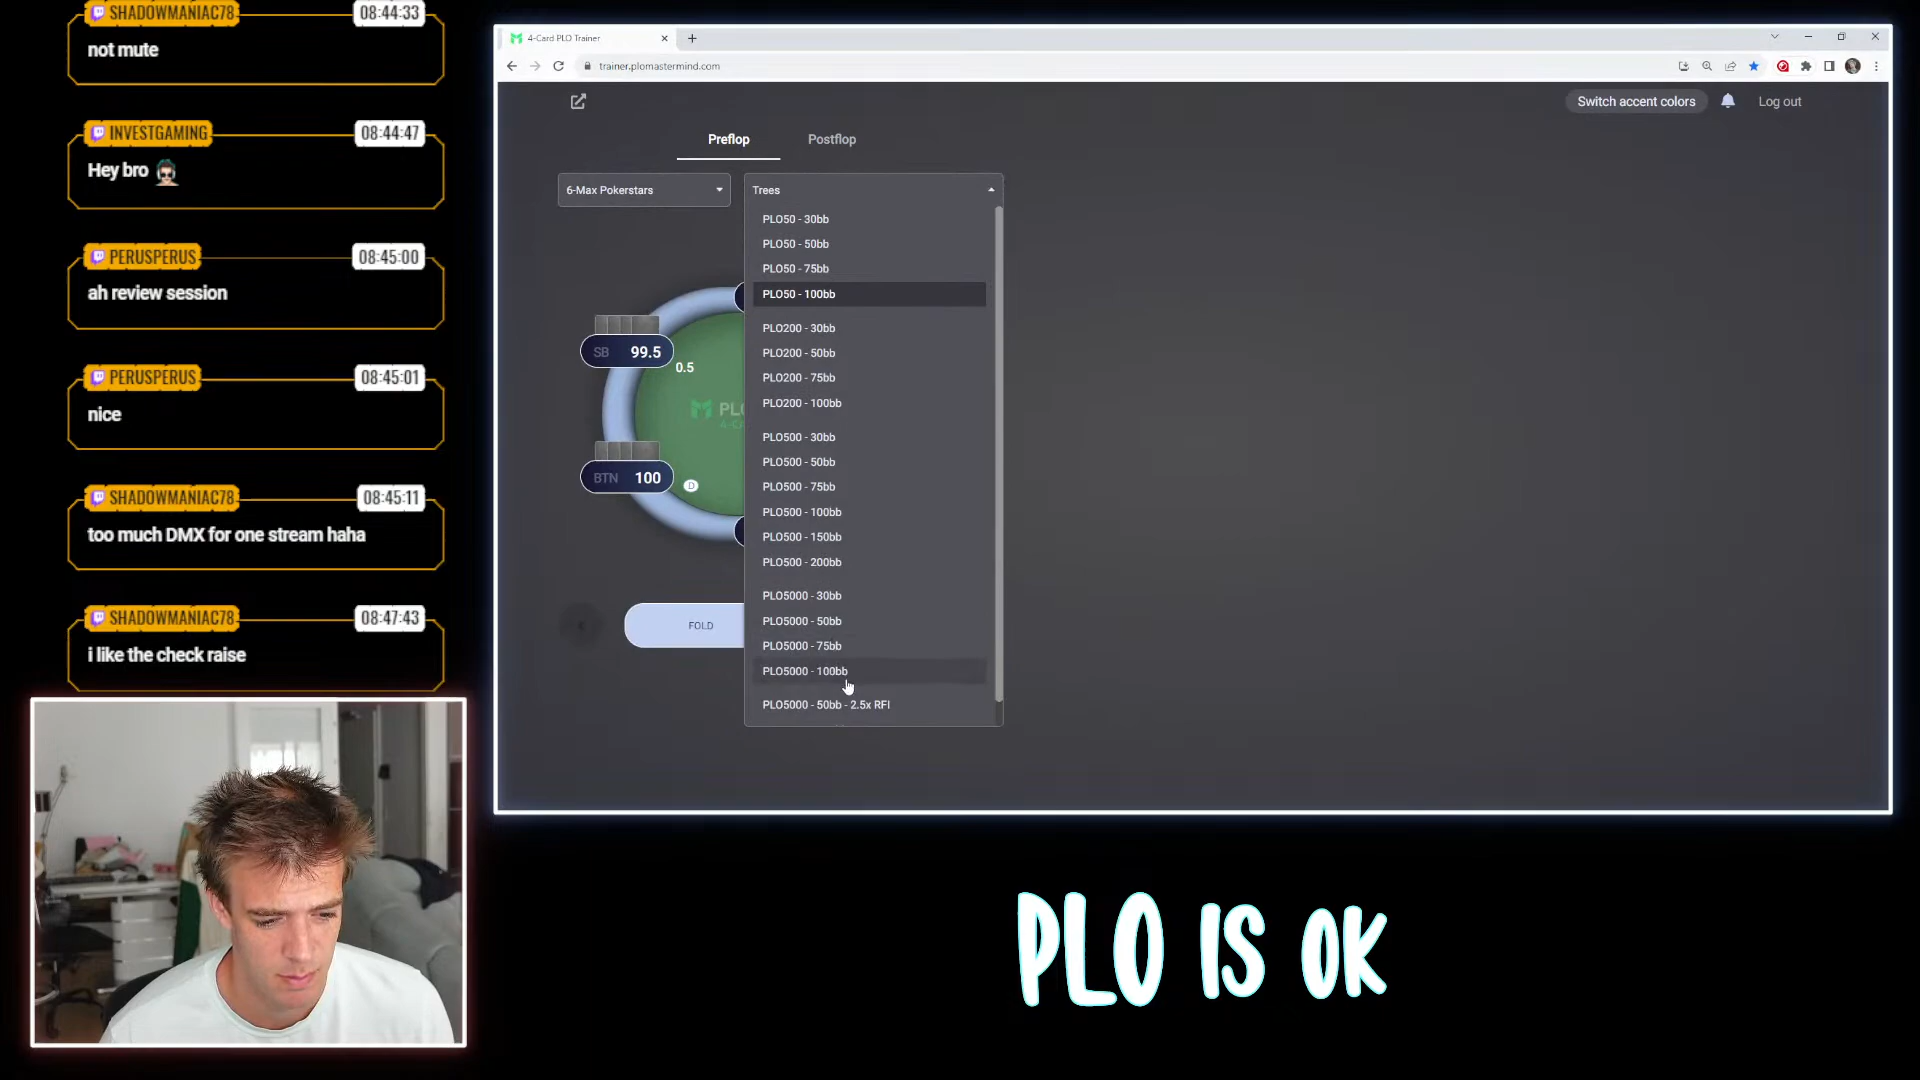 SHADOWMANIAC78 08:44:33
not mute
INVESTGAMING 08:44:47
Hey bro
PERUSPERUS 08:45:00
ah review session
PERUSPERUS 08:45:01
nice
SHADOWMANIAC78 08:45:11
too much DMX for one stream haha
SHADOWMANIAC78 08:47:43
i like the check raise
4-Card PLO Trainer
trainer.plomastermind.com
Switch accent colors
Log out
Preflop Postflop
6-Max Pokerstars
Trees
PLO50 - 30bb
PLO50 - 50bb
PLO50 - 75bb
PLO50 - 100bb
PLO200 - 30bb
PLO200 - 50bb
PLO200 - 75bb
PLO200 - 100bb
PLO500 - 30bb
PLO500 - 50bb
PLO500 - 75bb
PLO500 - 100bb
PLO500 - 150bb
PLO500 - 200bb
PLO5000 - 30bb
PLO5000 - 50bb
PLO5000 - 75bb
PLO5000 - 100bb
PLO5000 - 50bb - 2.5x RFI
SB 99.5
0.5
BTN 100
D
FOLD
PLO IS OK